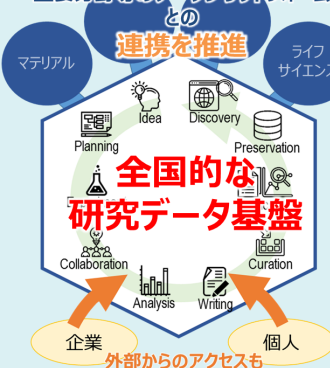 との
連携を推進
マテリアル
ライフ
サイエンス
Idea
Discovery
Planning
Preservation
全国的な
研究データ基盤
Collaboration
Curation
Analysis
Writing
企業
個人
外部からのアクセスも